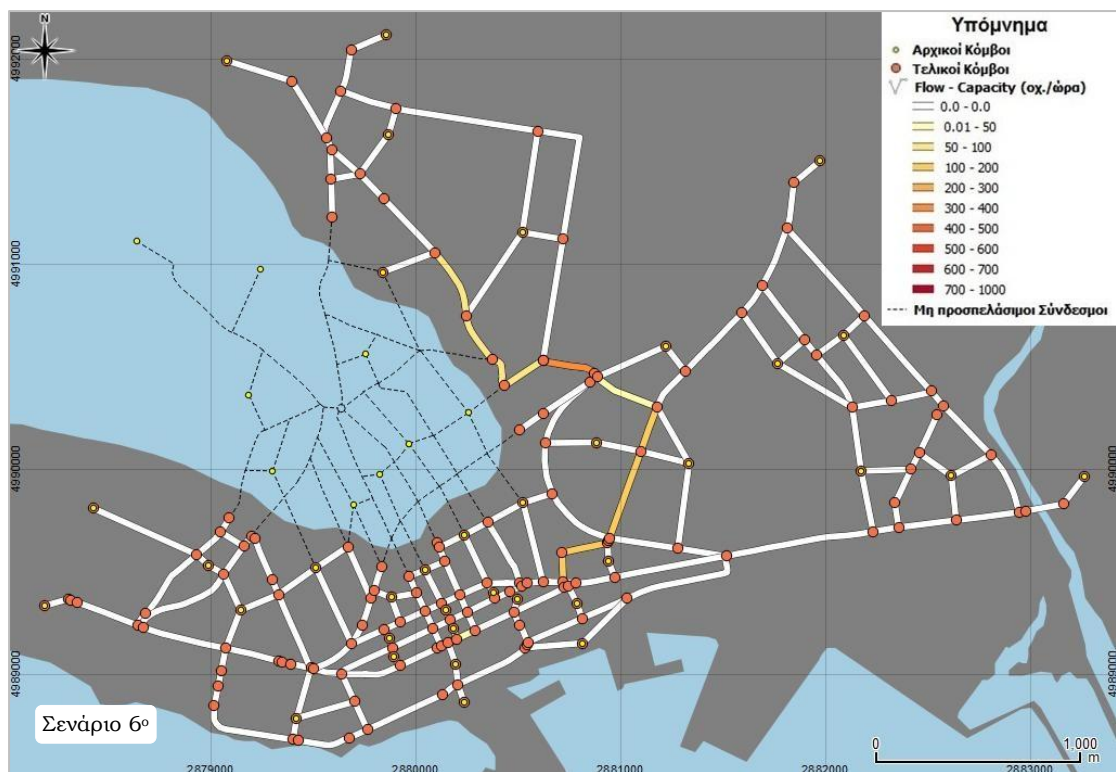 N
Υπόμνημα
Αρχικοί Κόμβοι
Τελικοί Κόμβοι
Flow - Capacity (οχ./ώρα)
0.0 - 0.0
0.01 - 50
50 - 100
100 - 200
200 - 300
300 - 400
400 - 500
500 - 600
600 - 700
700 - 1000
Μη προσπελάσιμοι Σύνδεσμοι
4992000
4991000
4990000
4989000
4990000
4989000
Σενάριο 6ο
0 1,000
m
2879000 2880000 2881000 2882000 2883000